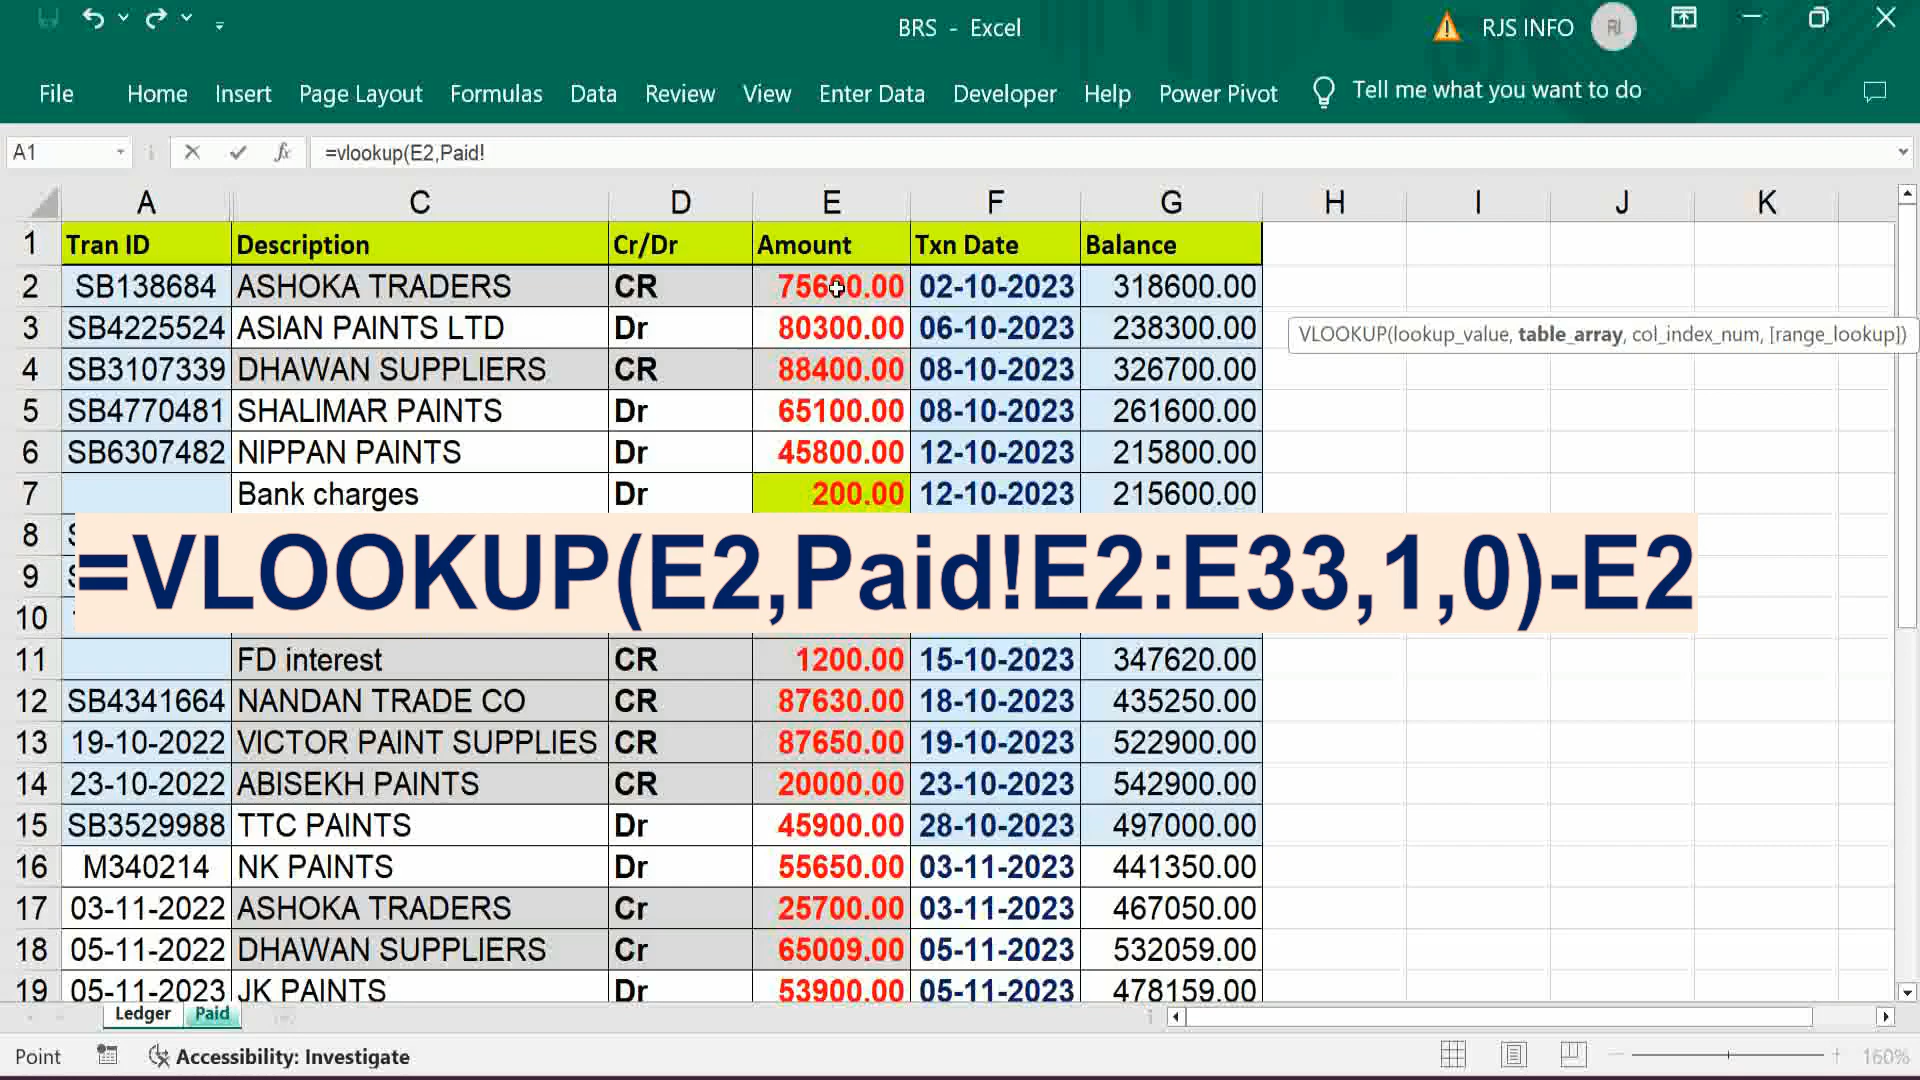 BRS - Excel
RJS INFO RI
File Home Insert Page Layout Formulas Data Review View Enter Data Developer Help Power Pivot Tell me what you want to do
A1 fx =vlookup(E2,Paid!
A C D E F G H I J K
1 Tran ID Description Cr/Dr Amount Txn Date Balance
2 SB138684 ASHOKA TRADERS CR 75600.00 02-10-2023 318600.00
3 SB4225524 ASIAN PAINTS LTD Dr 80300.00 06-10-2023 238300.00
VLOOKUP(lookup_value, table_array, col_index_num, [range_lookup])
4 SB3107339 DHAWAN SUPPLIERS CR 88400.00 08-10-2023 326700.00
5 SB4770481 SHALIMAR PAINTS Dr 65100.00 08-10-2023 261600.00
6 SB6307482 NIPPAN PAINTS Dr 45800.00 12-10-2023 215800.00
7 Bank charges Dr 200.00 12-10-2023 215600.00
8
=VLOOKUP(E2,Paid!E2:E33,1,0)-E2
9
10
11 FD interest CR 1200.00 15-10-2023 347620.00
12 SB4341664 NANDAN TRADE CO CR 87630.00 18-10-2023 435250.00
13 19-10-2022 VICTOR PAINT SUPPLIES CR 87650.00 19-10-2023 522900.00
14 23-10-2022 ABISEKH PAINTS CR 20000.00 23-10-2023 542900.00
15 SB3529988 TTC PAINTS Dr 45900.00 28-10-2023 497000.00
16 M340214 NK PAINTS Dr 55650.00 03-11-2023 441350.00
17 03-11-2022 ASHOKA TRADERS Cr 25700.00 03-11-2023 467050.00
18 05-11-2022 DHAWAN SUPPLIERS Cr 65009.00 05-11-2023 532059.00
19 05-11-2023 JK PAINTS Dr 53900.00 05-11-2023 478159.00
Ledger Paid
Point Accessibility: Investigate 160%